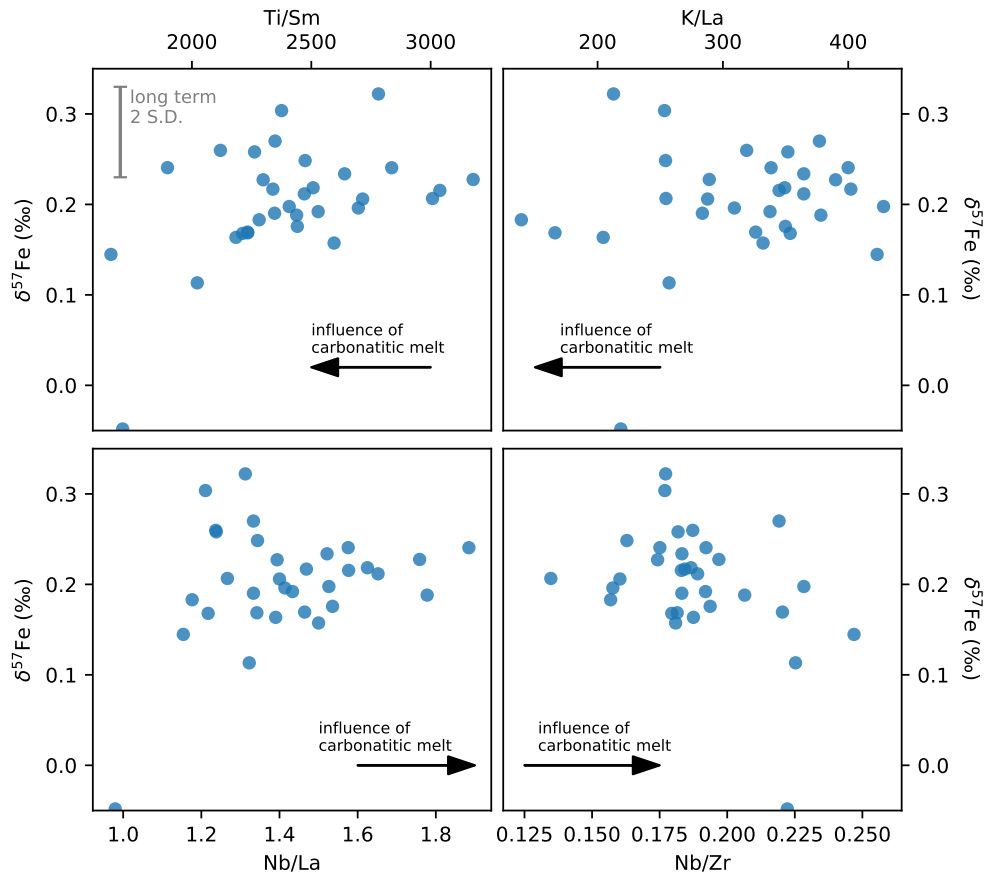 Ti/Sm
K/La
2000 2500 3000
200 300 400
long term
2 S.D.
0.3
0.2
0.1
0.0
δ⁵⁷Fe (‰)
influence of
carbonatitic melt
influence of
carbonatitic melt
0.3
0.2
0.1
0.0
δ⁵⁷Fe (‰)
0.3
0.2
0.1
0.0
δ⁵⁷Fe (‰)
influence of
carbonatitic melt
influence of
carbonatitic melt
0.3
0.2
0.1
0.0
δ⁵⁷Fe (‰)
1.0 1.2 1.4 1.6 1.8
0.125 0.150 0.175 0.200 0.225 0.250
Nb/La
Nb/Zr